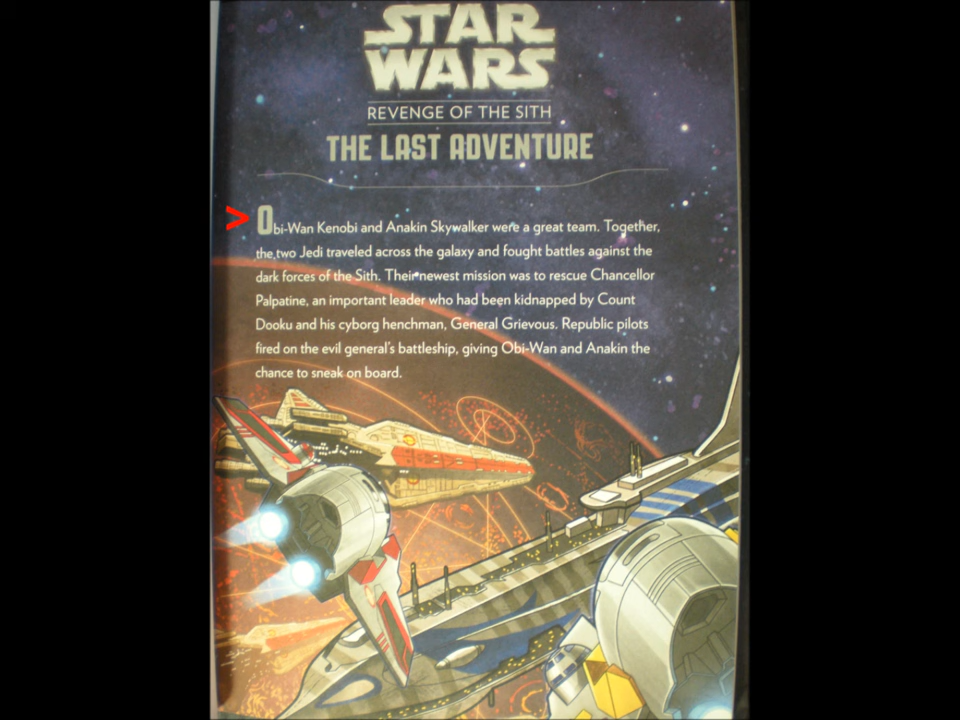 STAR
WARS
REVENGE OF THE SITH
THE LAST ADVENTURE
> Obi-Wan Kenobi and Anakin Skywalker were a great team. Together,
the two Jedi traveled across the galaxy and fought battles against the
dark forces of the Sith. Their newest mission was to rescue Chancellor
Palpatine, an important leader who had been kidnapped by Count
Dooku and his cyborg henchman, General Grievous. Republic pilots
fired on the evil general's battleship, giving Obi-Wan and Anakin the
chance to sneak on board.